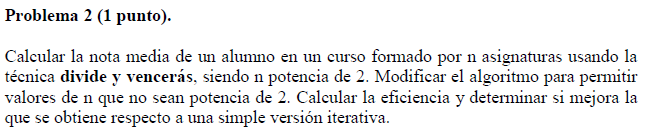 Problema 2 (1 punto).
Calcular la nota media de un alumno en un curso formado por n asignaturas usando la
técnica divide y vencerás, siendo n potencia de 2. Modificar el algoritmo para permitir
valores de n que no sean potencia de 2. Calcular la eficiencia y determinar si mejora la
que se obtiene respecto a una simple versión iterativa.